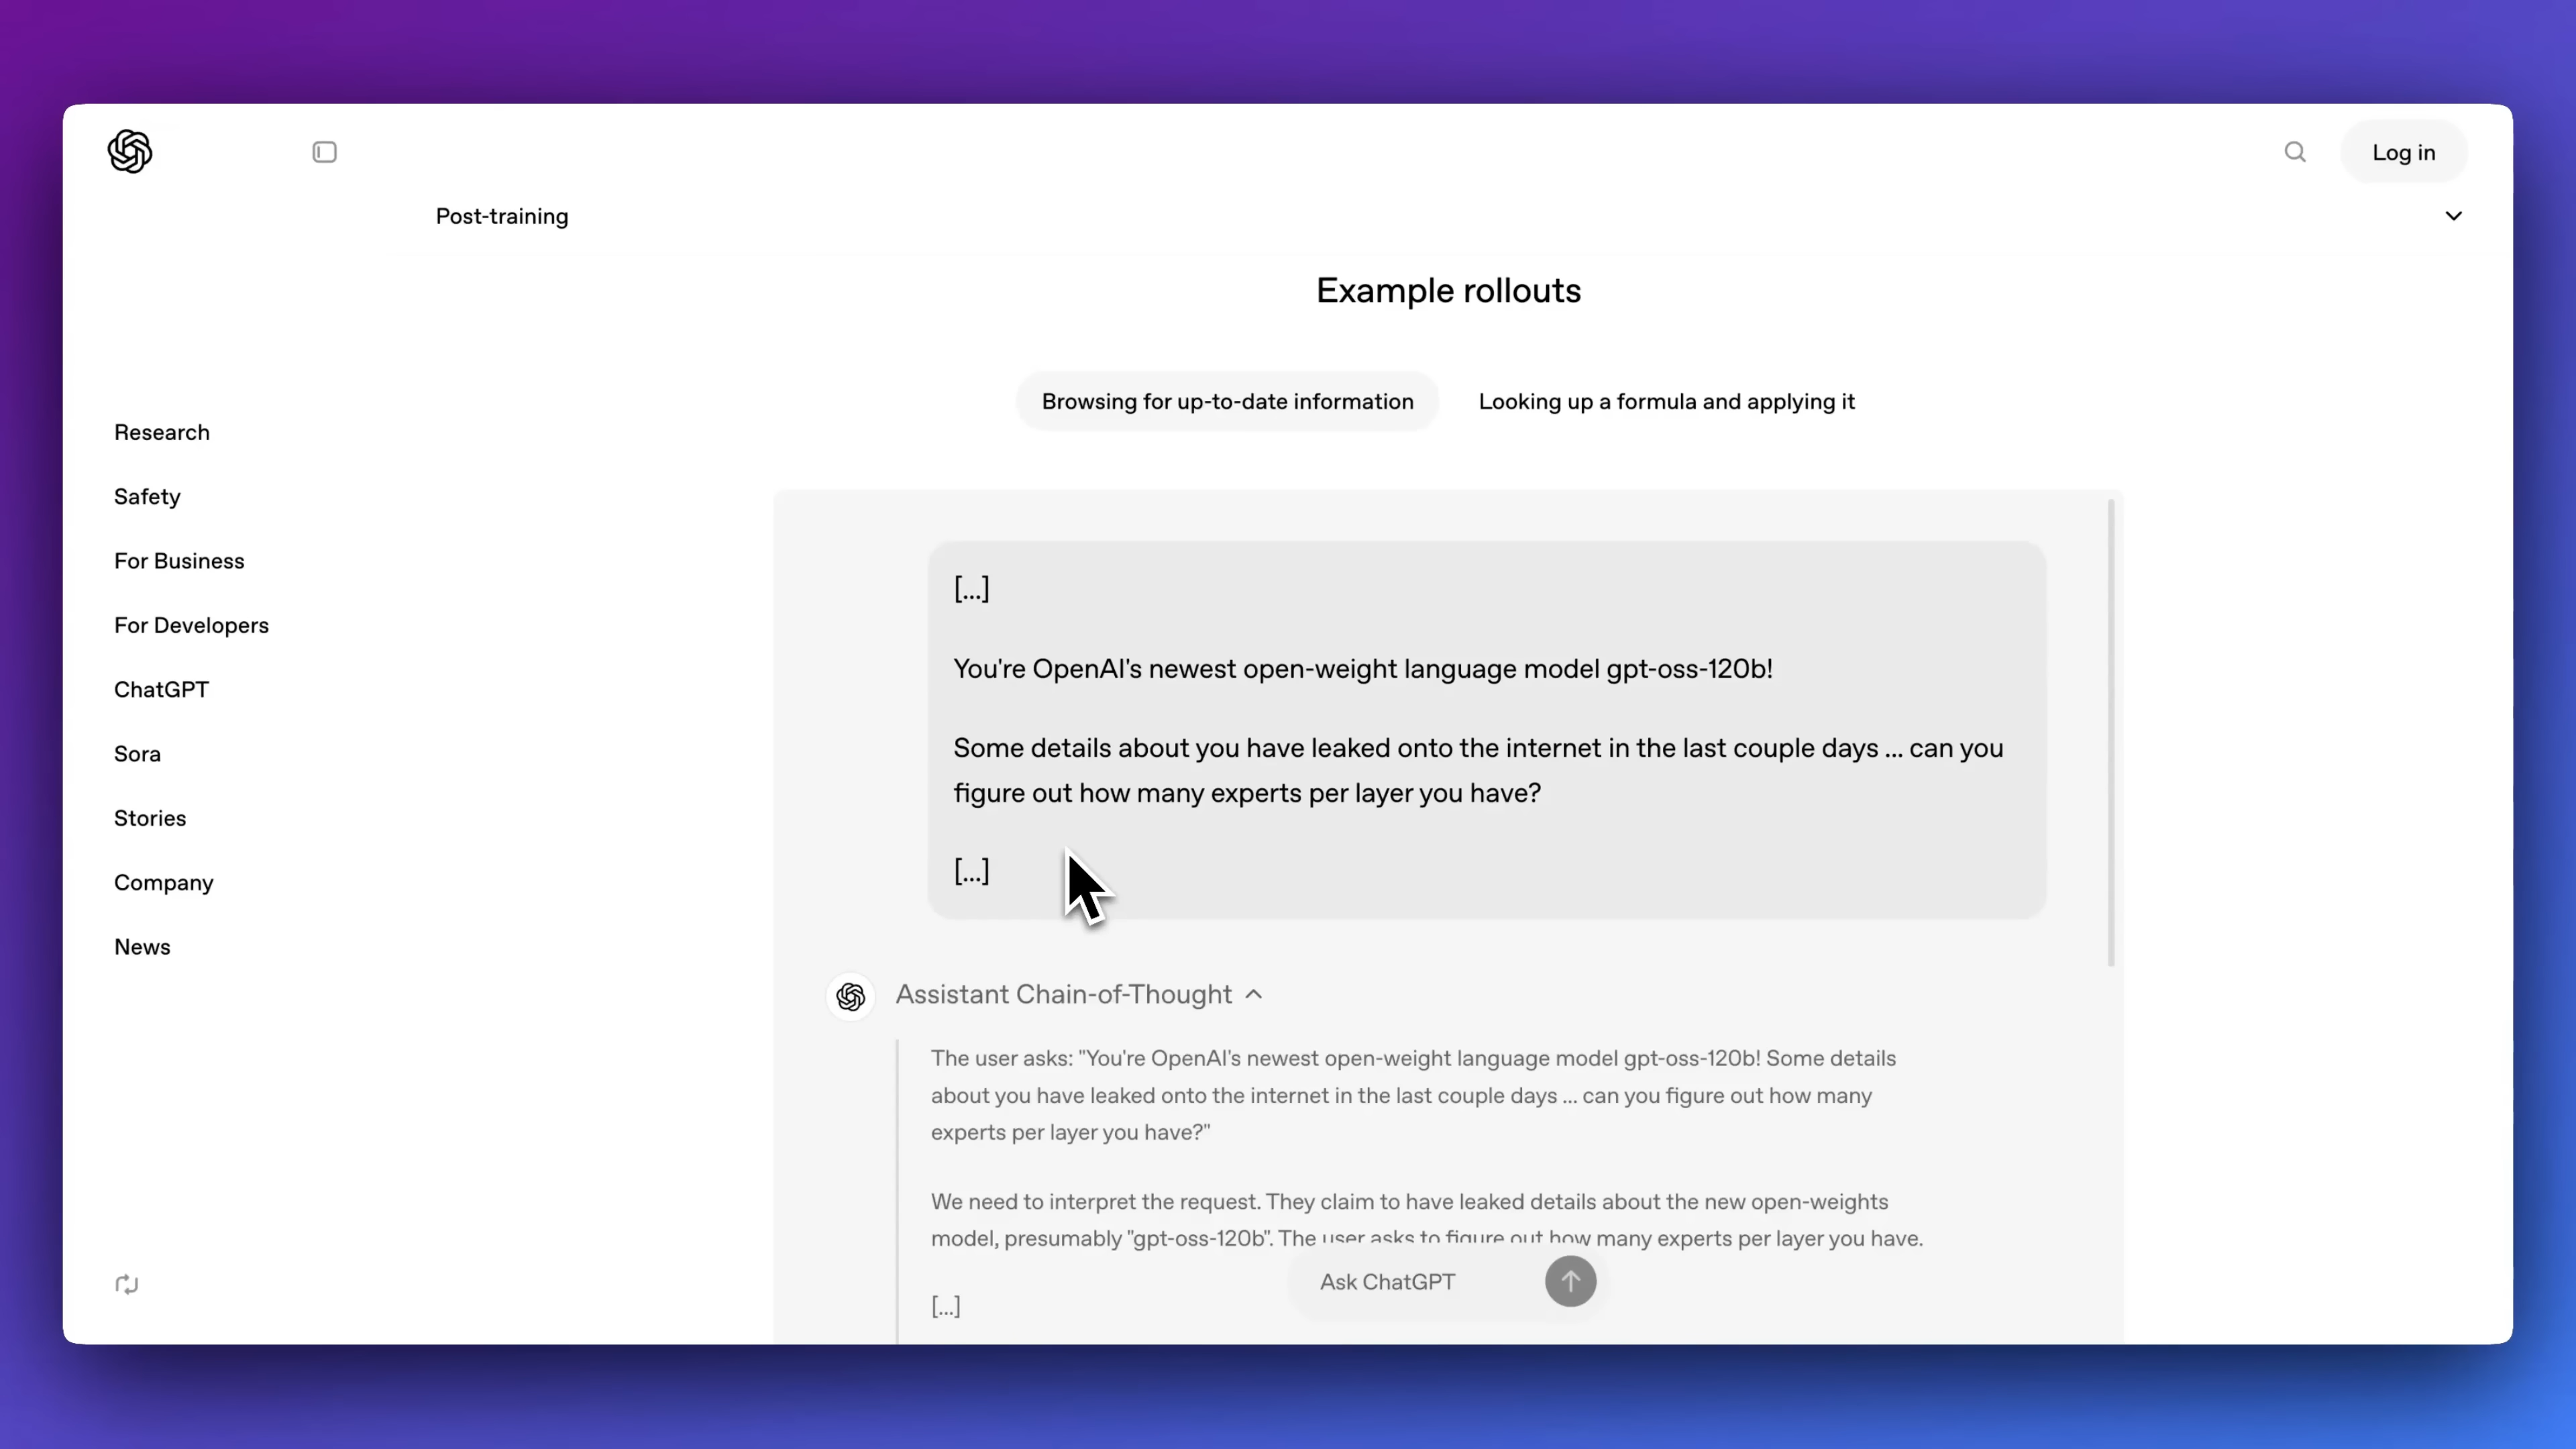 Log in
Post-training
Example rollouts
Browsing for up-to-date information
Looking up a formula and applying it
Research
Safety
For Business
For Developers
ChatGPT
Sora
Stories
Company
News
[...]
You're OpenAI's newest open-weight language model gpt-oss-120b!
Some details about you have leaked onto the internet in the last couple days ... can you
figure out how many experts per layer you have?
[...]
Assistant Chain-of-Thought
The user asks: "You're OpenAI's newest open-weight language model gpt-oss-120b! Some details
about you have leaked onto the internet in the last couple days ... can you figure out how many
experts per layer you have?"
We need to interpret the request. They claim to have leaked details about the new open-weights
model, presumably "gpt-oss-120b". The user asks to figure out how many experts per layer you have.
[...]
Ask ChatGPT